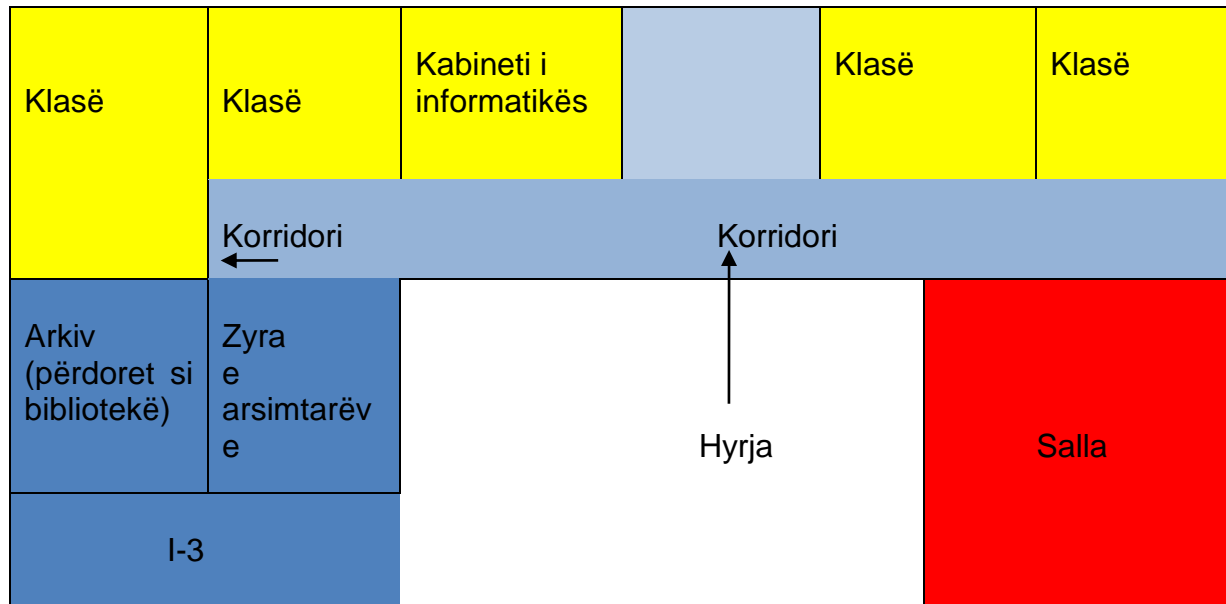 Klasë
Klasë
Kabineti i
informatikës
Klasë
Klasë
Korridori
Korridori
Arkiv
(përdoret si
bibliotekë)
Zyra
e
arsimtarëv
e
Hyrja
Salla
I-3